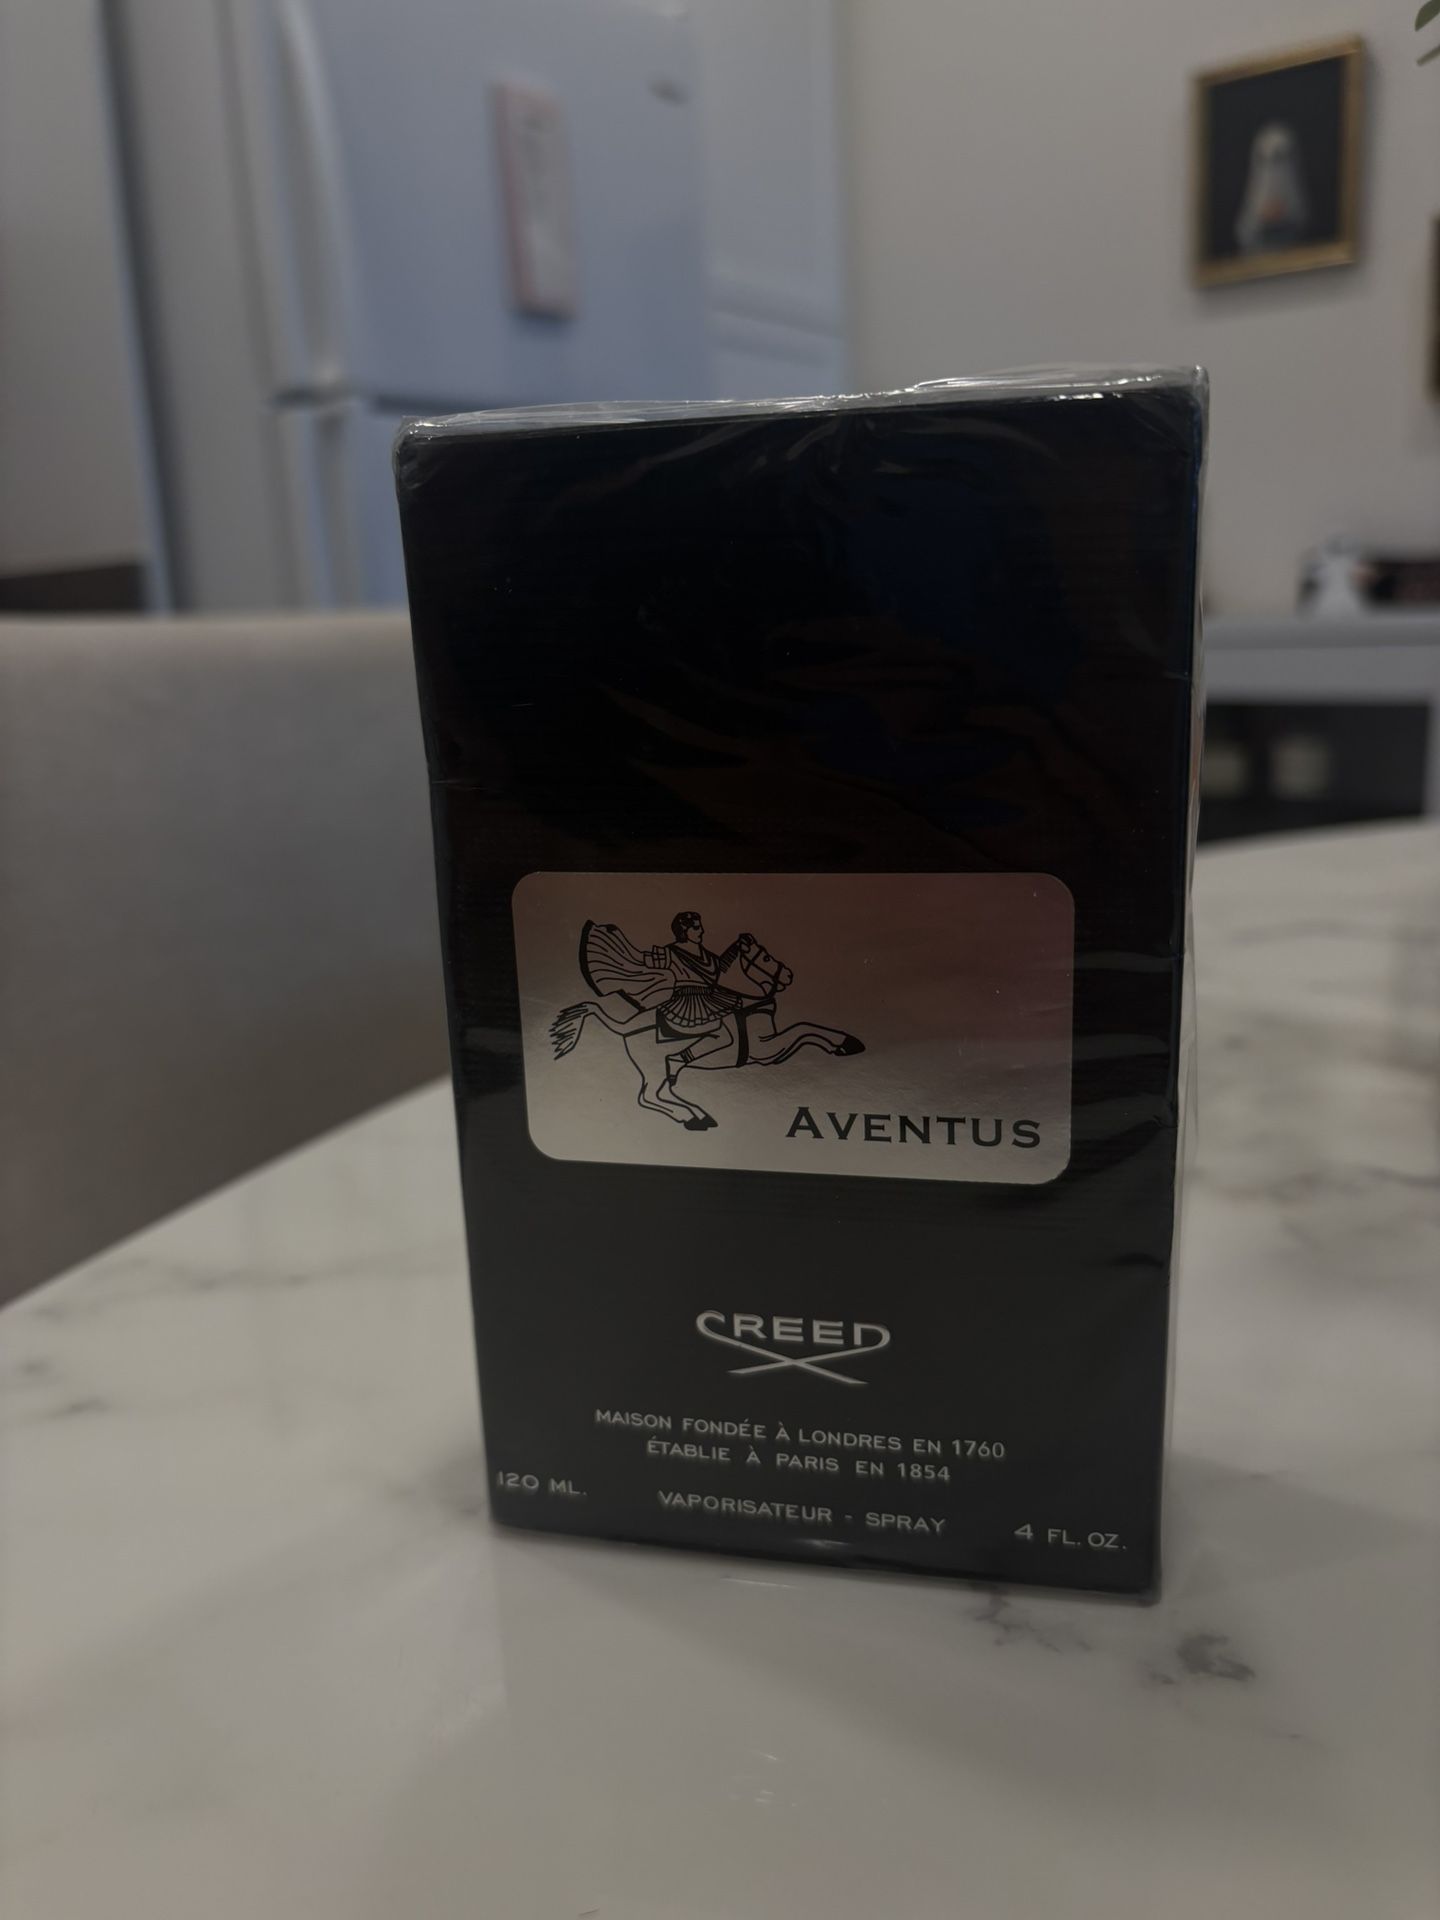 AVENTUS
CREED
MAISON FONDÉE À LONDRES EN 1760
ÉTABLIE À PARIS EN 1854
120 ML. VAPORISATEUR - SPRAY 4 FL. OZ.